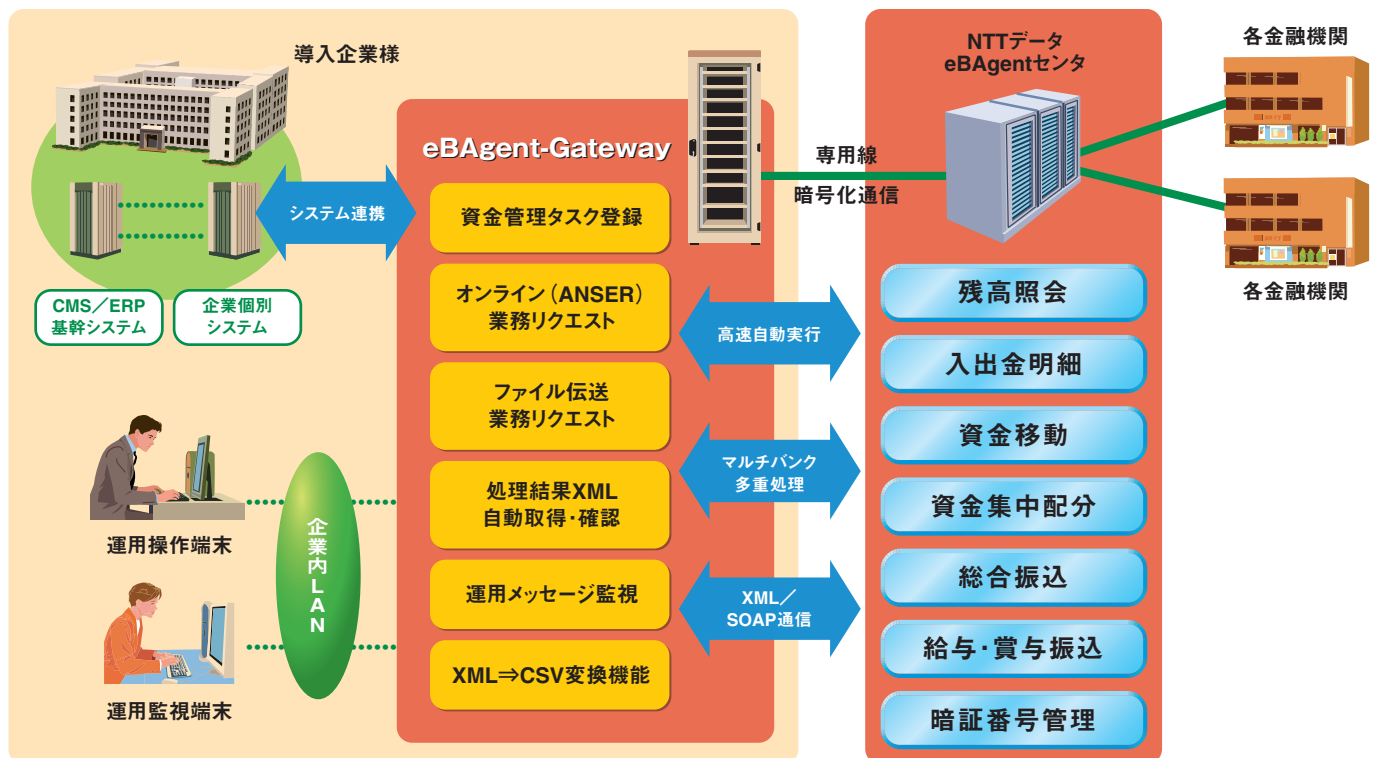 導入企業様
CMS／ERP
基幹システム
企業個別
システム
システム連携
運用操作端末
運用監視端末
企業内LAN
eBAgent-Gateway
資金管理タスク登録
オンライン（ANSER）
業務リクエスト
ファイル伝送
業務リクエスト
処理結果XML
自動取得・確認
運用メッセージ監視
XML⇒CSV変換機能
専用線
暗号化通信
高速自動実行
マルチバンク
多重処理
XML／
SOAP通信
NTTデータ
eBAgentセンタ
残高照会
入出金明細
資金移動
資金集中配分
総合振込
給与・賞与振込
暗証番号管理
各金融機関
各金融機関